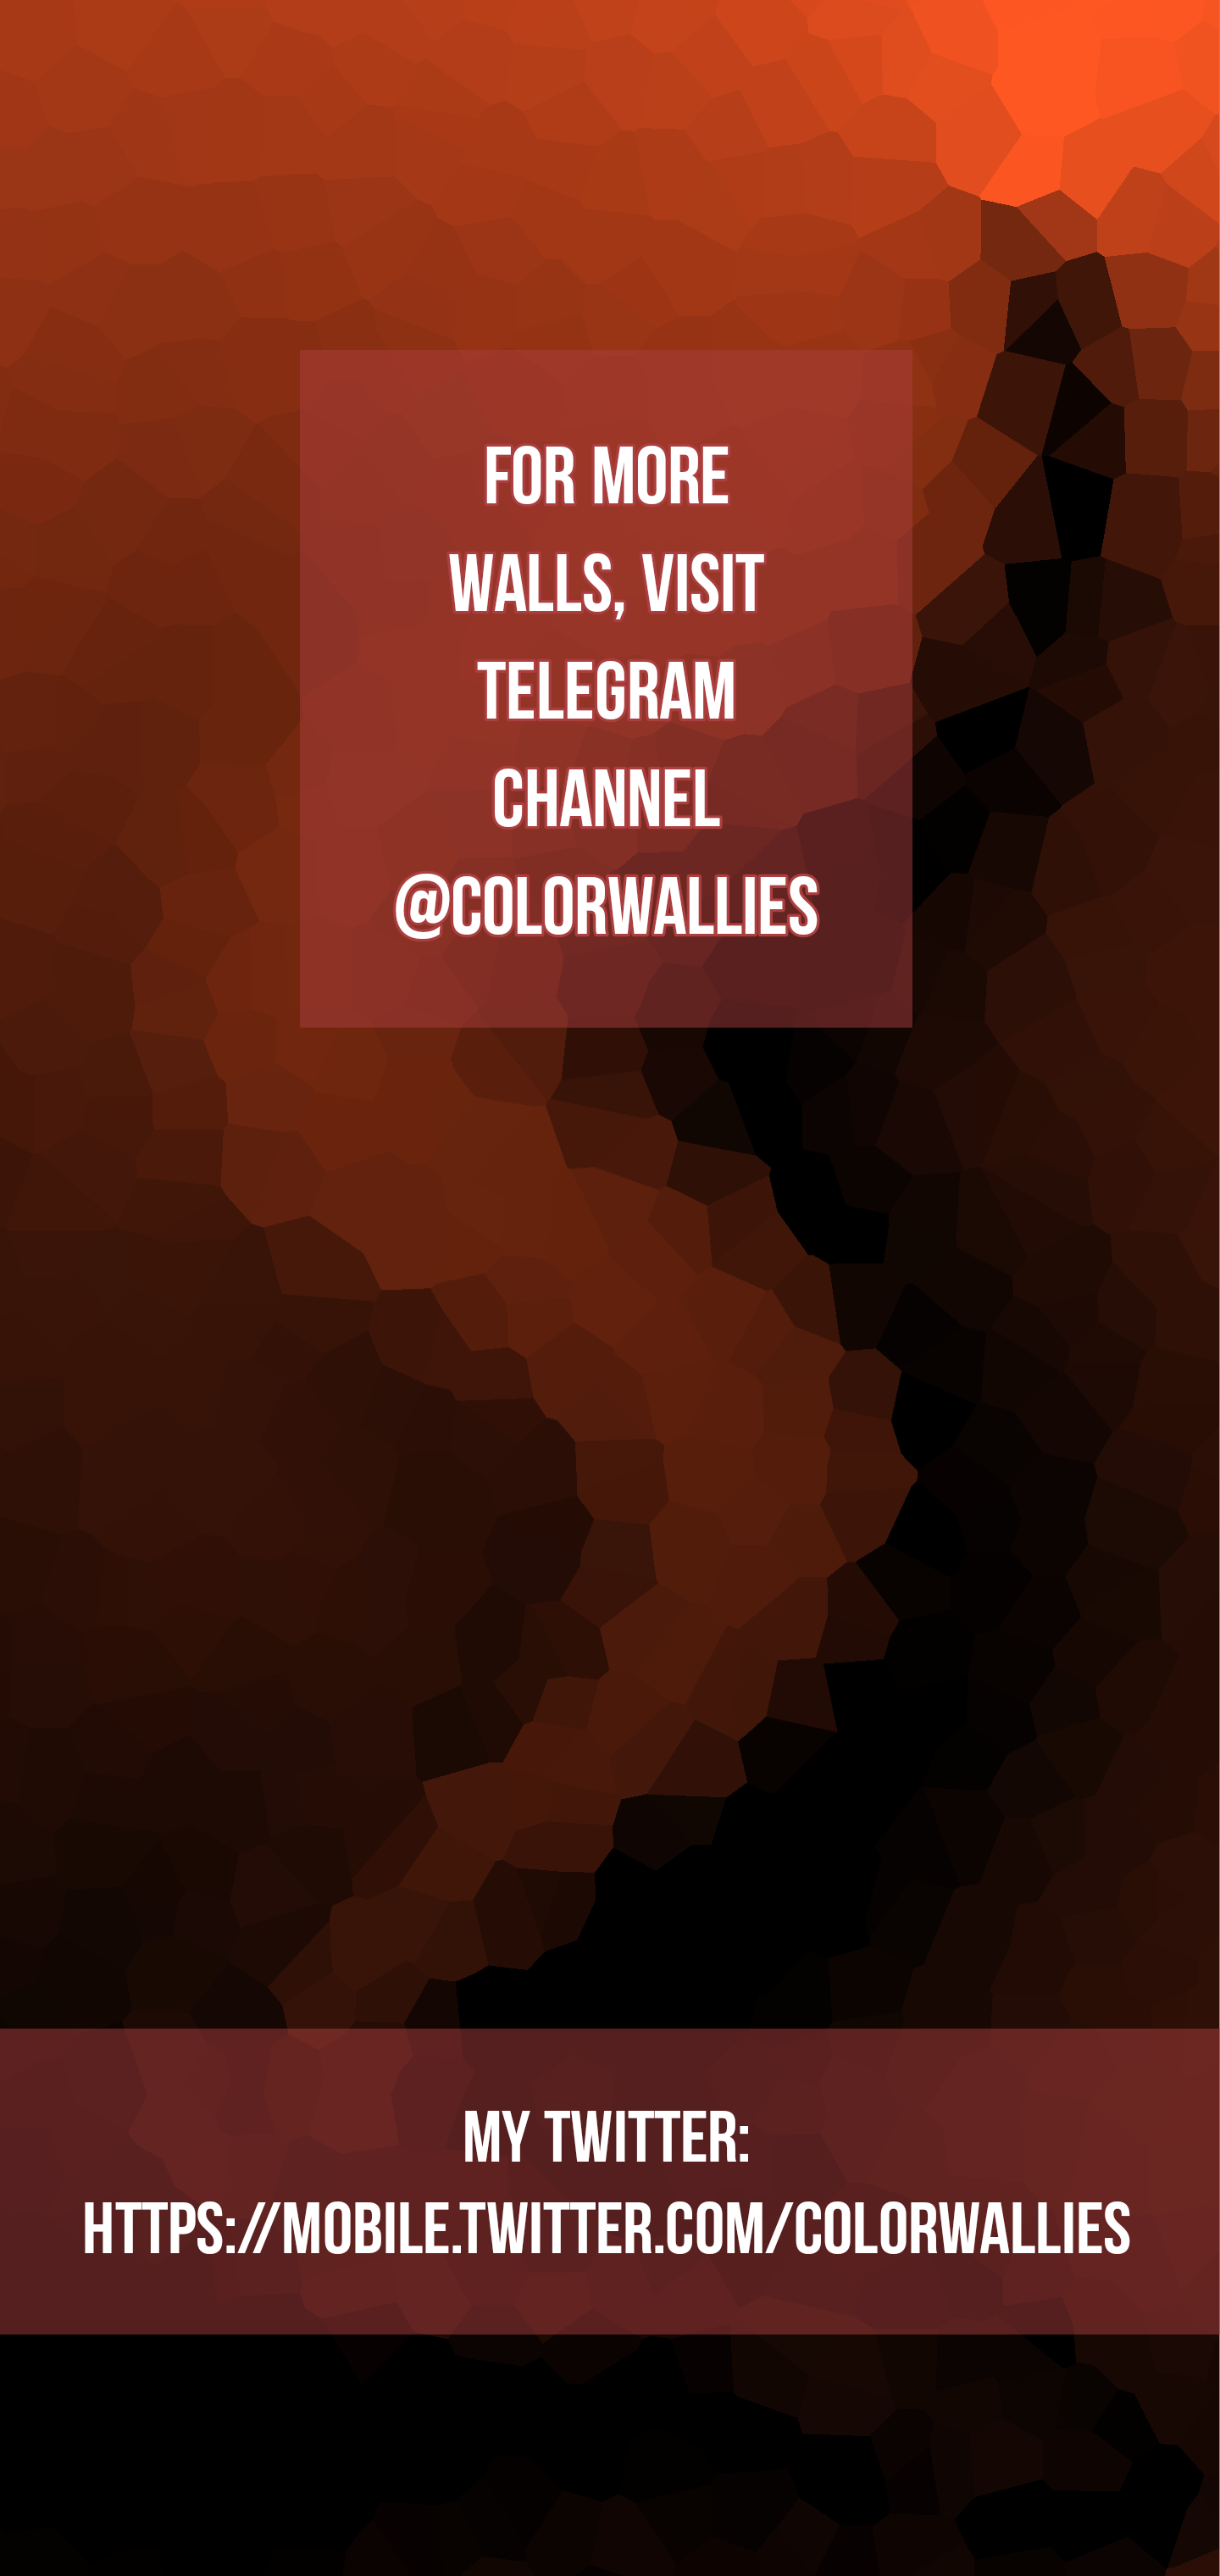 FOR MORE
WALLS, VISIT
TELEGRAM
CHANNEL
@COLORWALLIES
MY TWITTER:
HTTPS://MOBILE.TWITTER.COM/COLORWALLIES